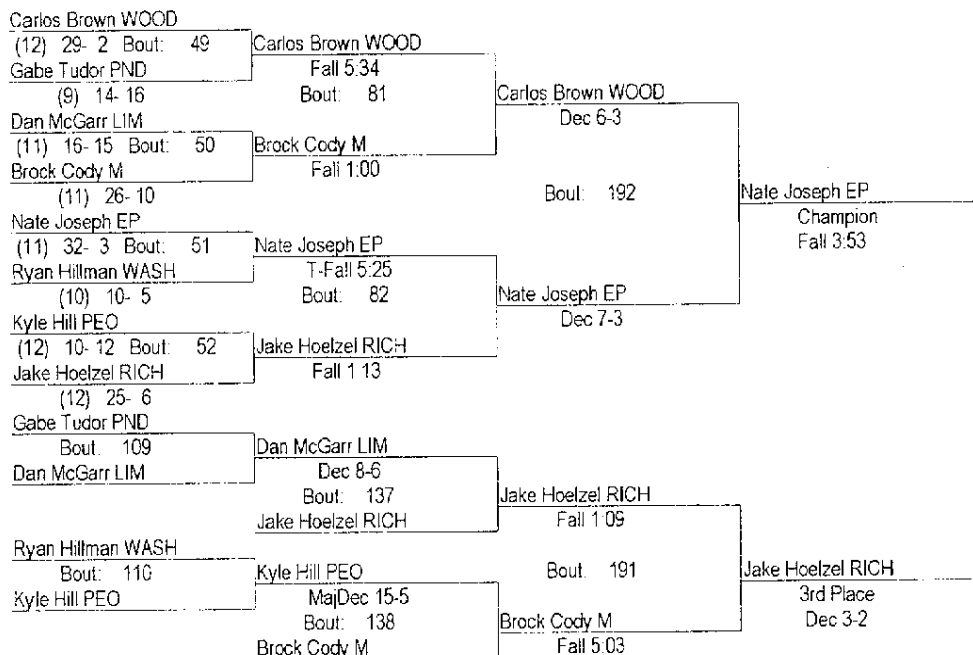 Carlos Brown WOOD
(12) 29- 2 Bout: 49
Gabe Tudor PND
(9) 14- 16
Dan McGarr LIM
(11) 16- 15 Bout: 50
Brock Cody M
(11) 26- 10
Nate Joseph EP
(11) 32- 3 Bout: 51
Ryan Hillman WASH
(10) 10- 5
Kyle Hill PEO
(12) 10- 12 Bout: 52
Jake Hoelzel RICH
(12) 25- 6
Carlos Brown WOOD
Fall 5:34
Bout: 81
Brock Cody M
Fall 1:00
Nate Joseph EP
T-Fall 5:25
Bout: 82
Jake Hoelzel RICH
Fall 1 13
Carlos Brown WOOD
Dec 6-3
Bout: 192
Nate Joseph EP
Dec 7-3
Nate Joseph EP
Champion
Fall 3:53
Gabe Tudor PND
Bout. 109
Dan McGarr LIM
Ryan Hillman WASH
Bout: 110
Kyle Hill PEO
Dan McGarr LIM
Dec 8-6
Bout: 137
Jake Hoelzel RICH
Kyle Hill PEO
MajDec 15-5
Bout: 138
Brock Cody M
Jake Hoelzel RICH
Fall 1:09
Bout. 191
Brock Cody M
Fall 5:03
Jake Hoelzel RICH
3rd Place
Dec 3-2